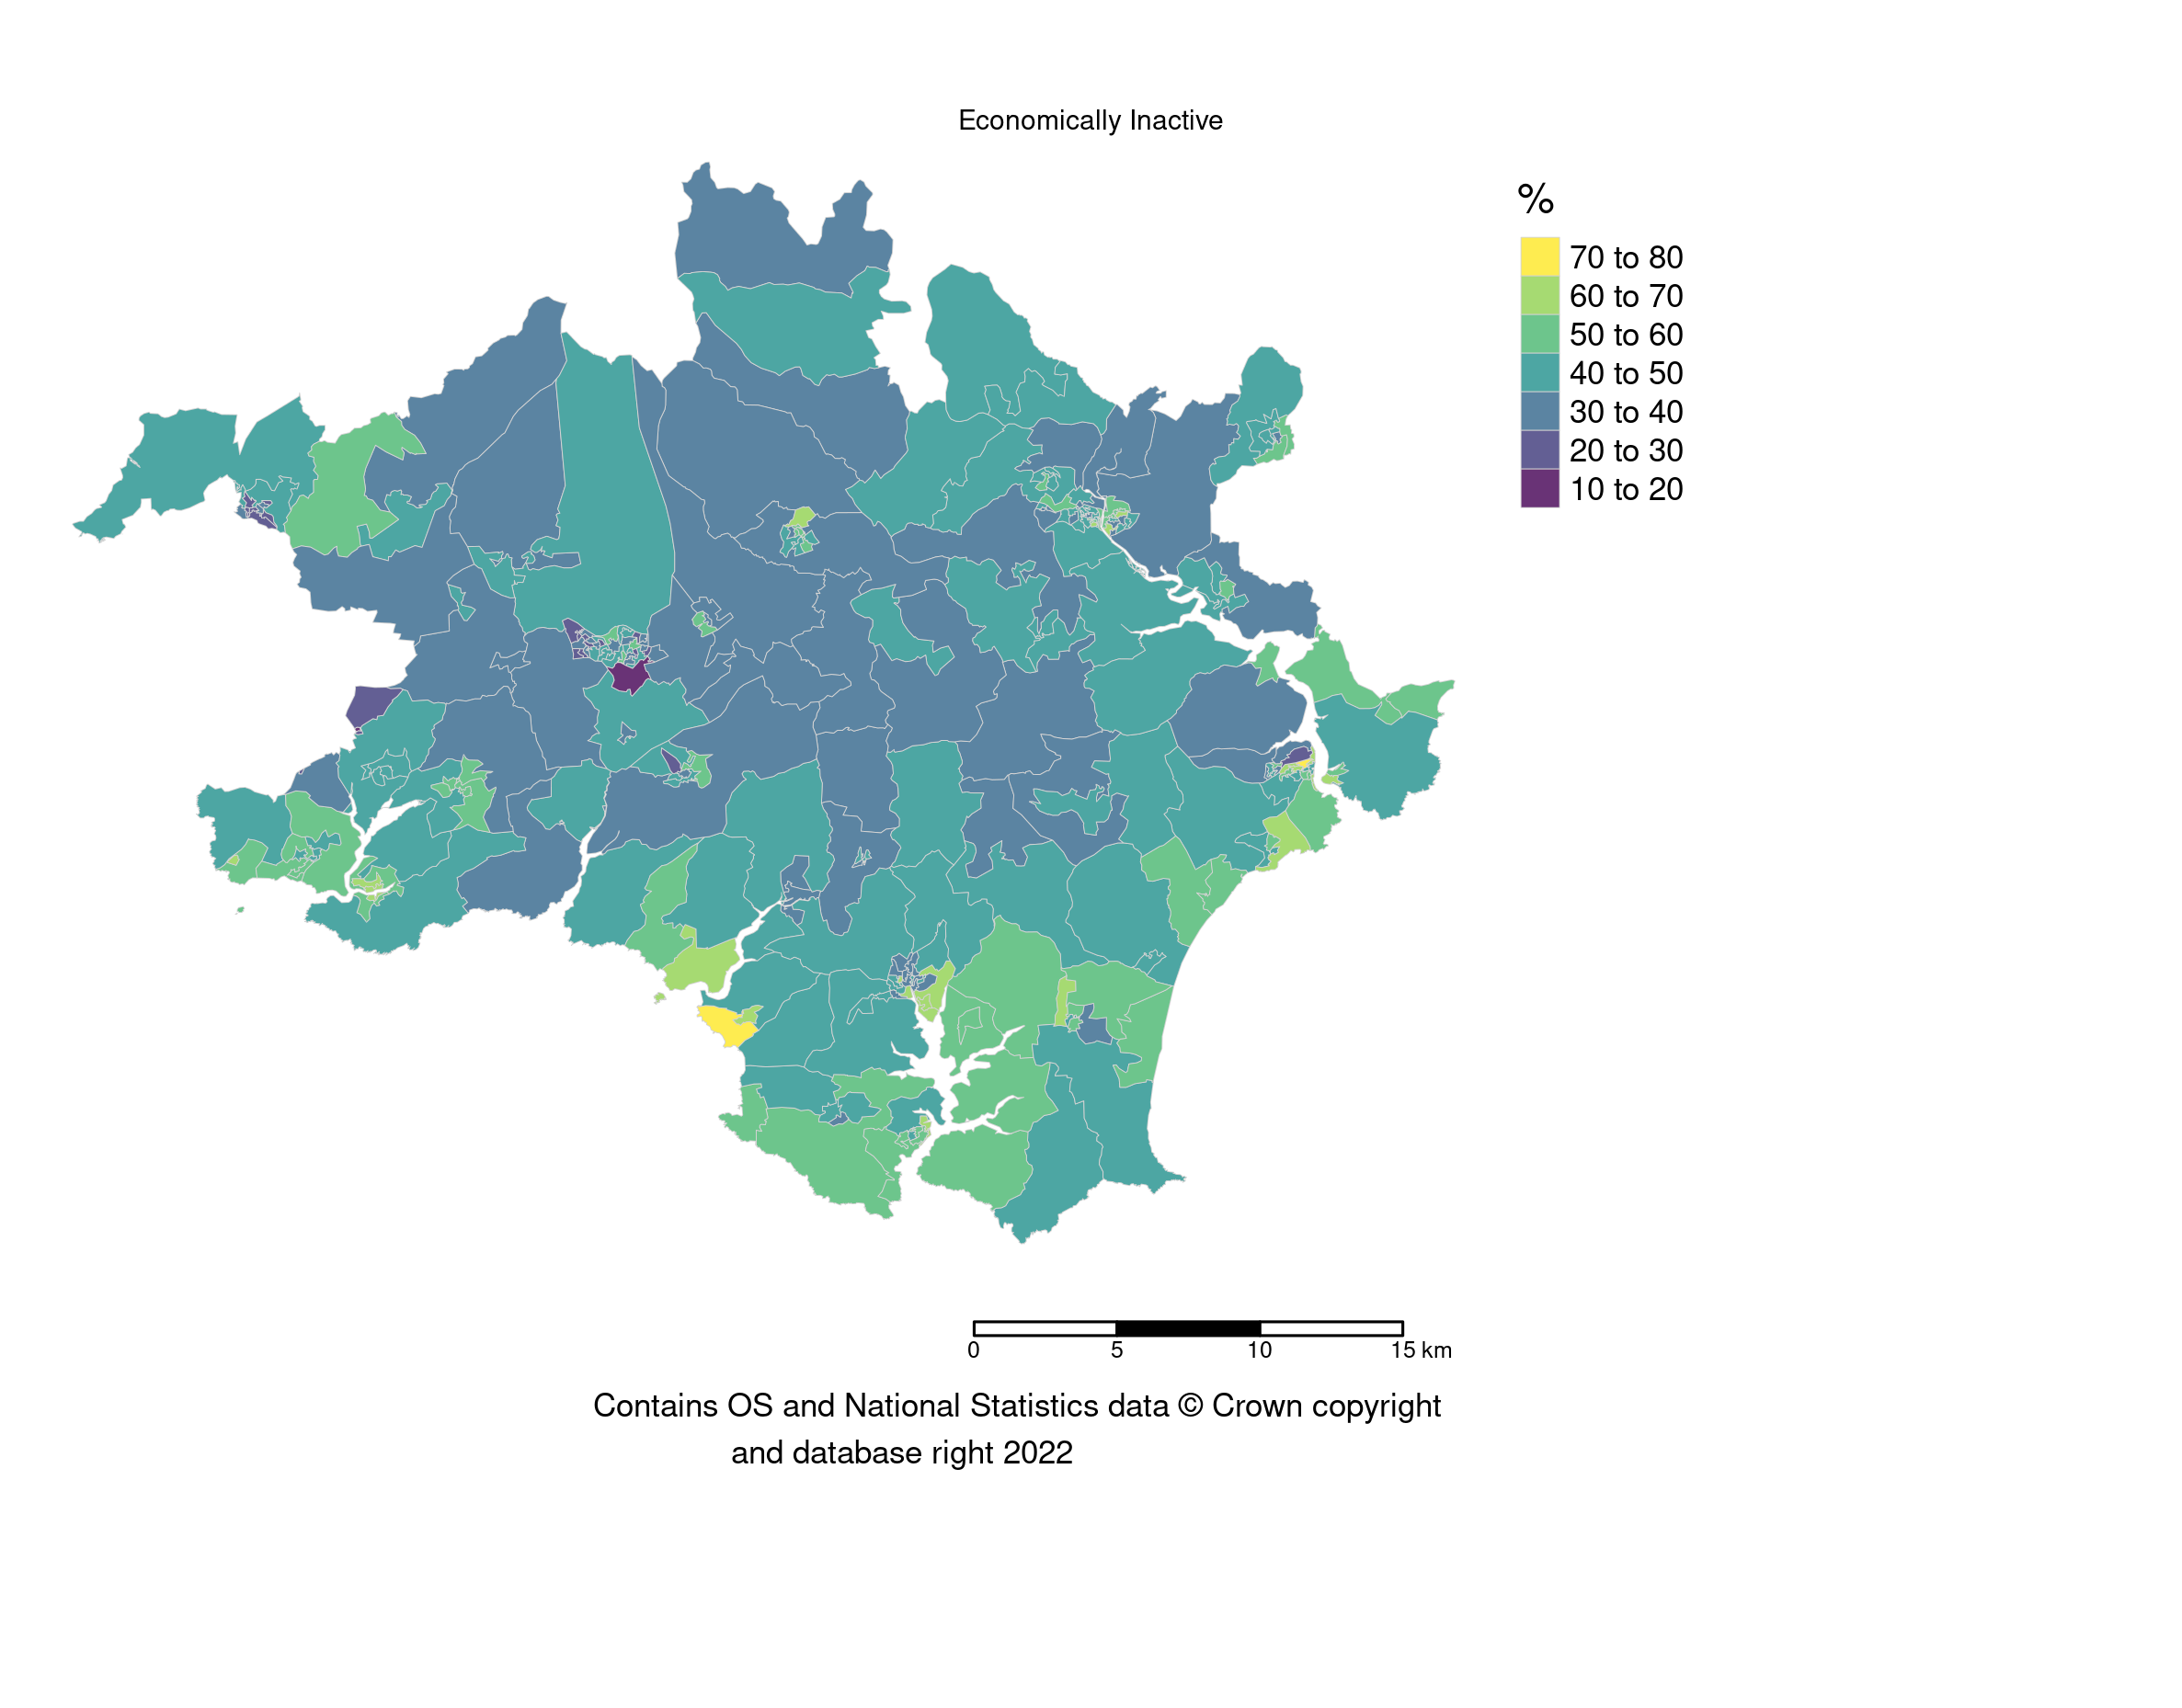 Economically Inactive
%
70 to 80
60 to 70
50 to 60
40 to 50
30 to 40
20 to 30
10 to 20
0 5 10 15 km
Contains OS and National Statistics data © Crown copyright
and database right 2022